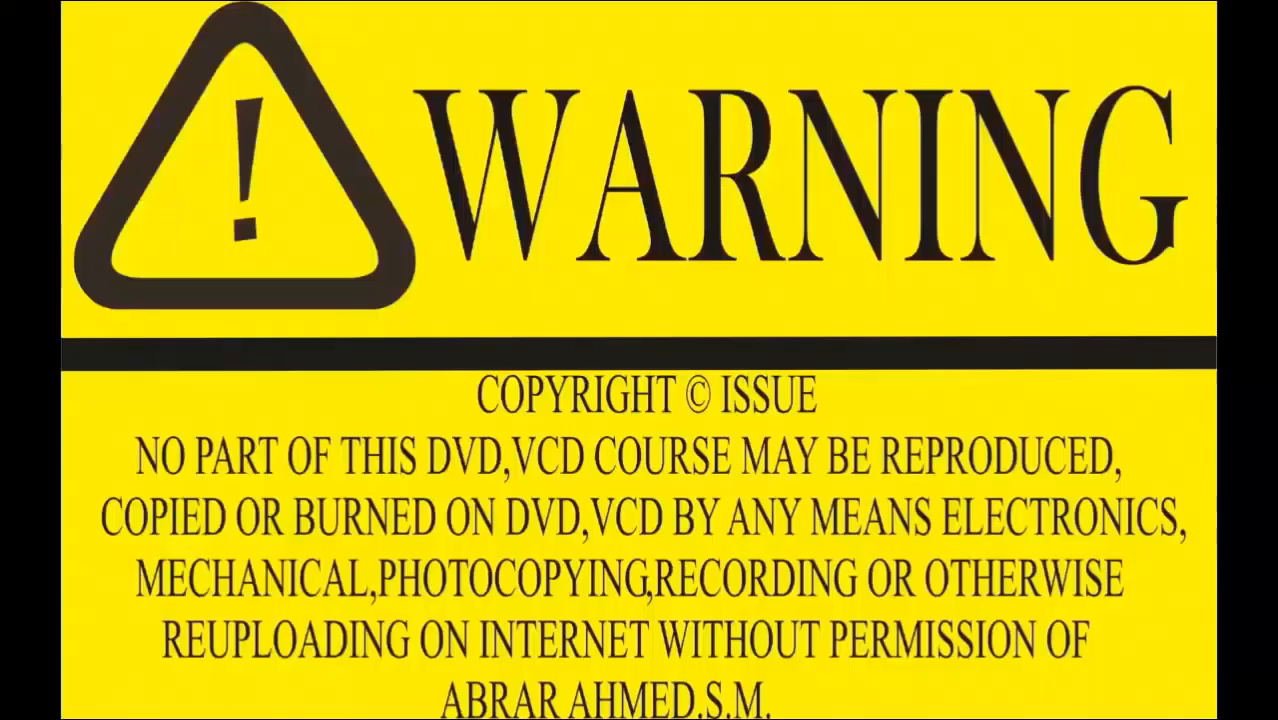 !
WARNING
COPYRIGHT © ISSUE
NO PART OF THIS DVD,VCD COURSE MAY BE REPRODUCED,
COPIED OR BURNED ON DVD,VCD BY ANY MEANS ELECTRONICS,
MECHANICAL,PHOTOCOPYING,RECORDING OR OTHERWISE
REUPLOADING ON INTERNET WITHOUT PERMISSION OF
ABRAR AHMED.S.M.